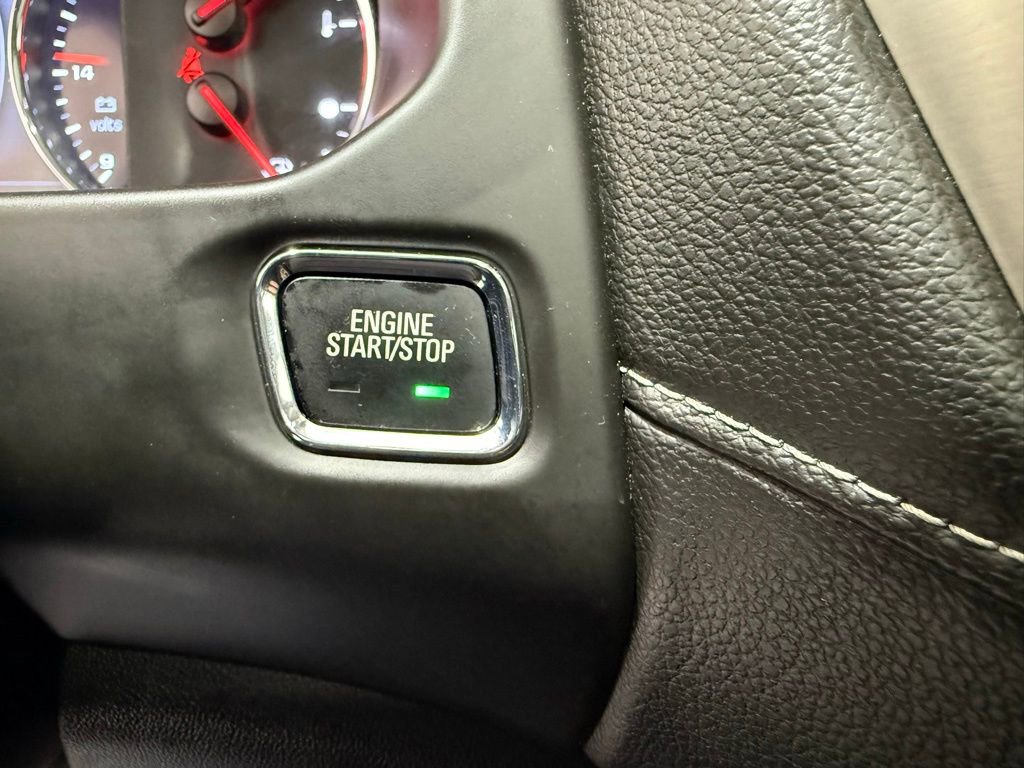 14
volts
9
ENGINE
START/STOP